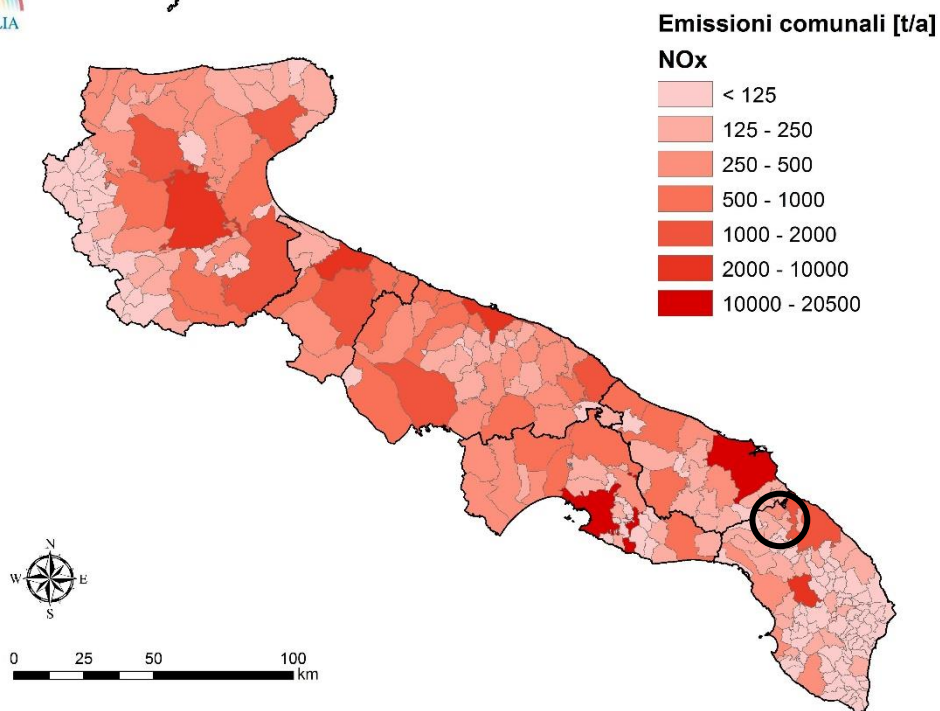 LIA
Emissioni comunali [t/a]
NOx
< 125
125 - 250
250 - 500
500 - 1000
1000 - 2000
2000 - 10000
10000 - 20500
N
W E
S
0 25 50 100
km